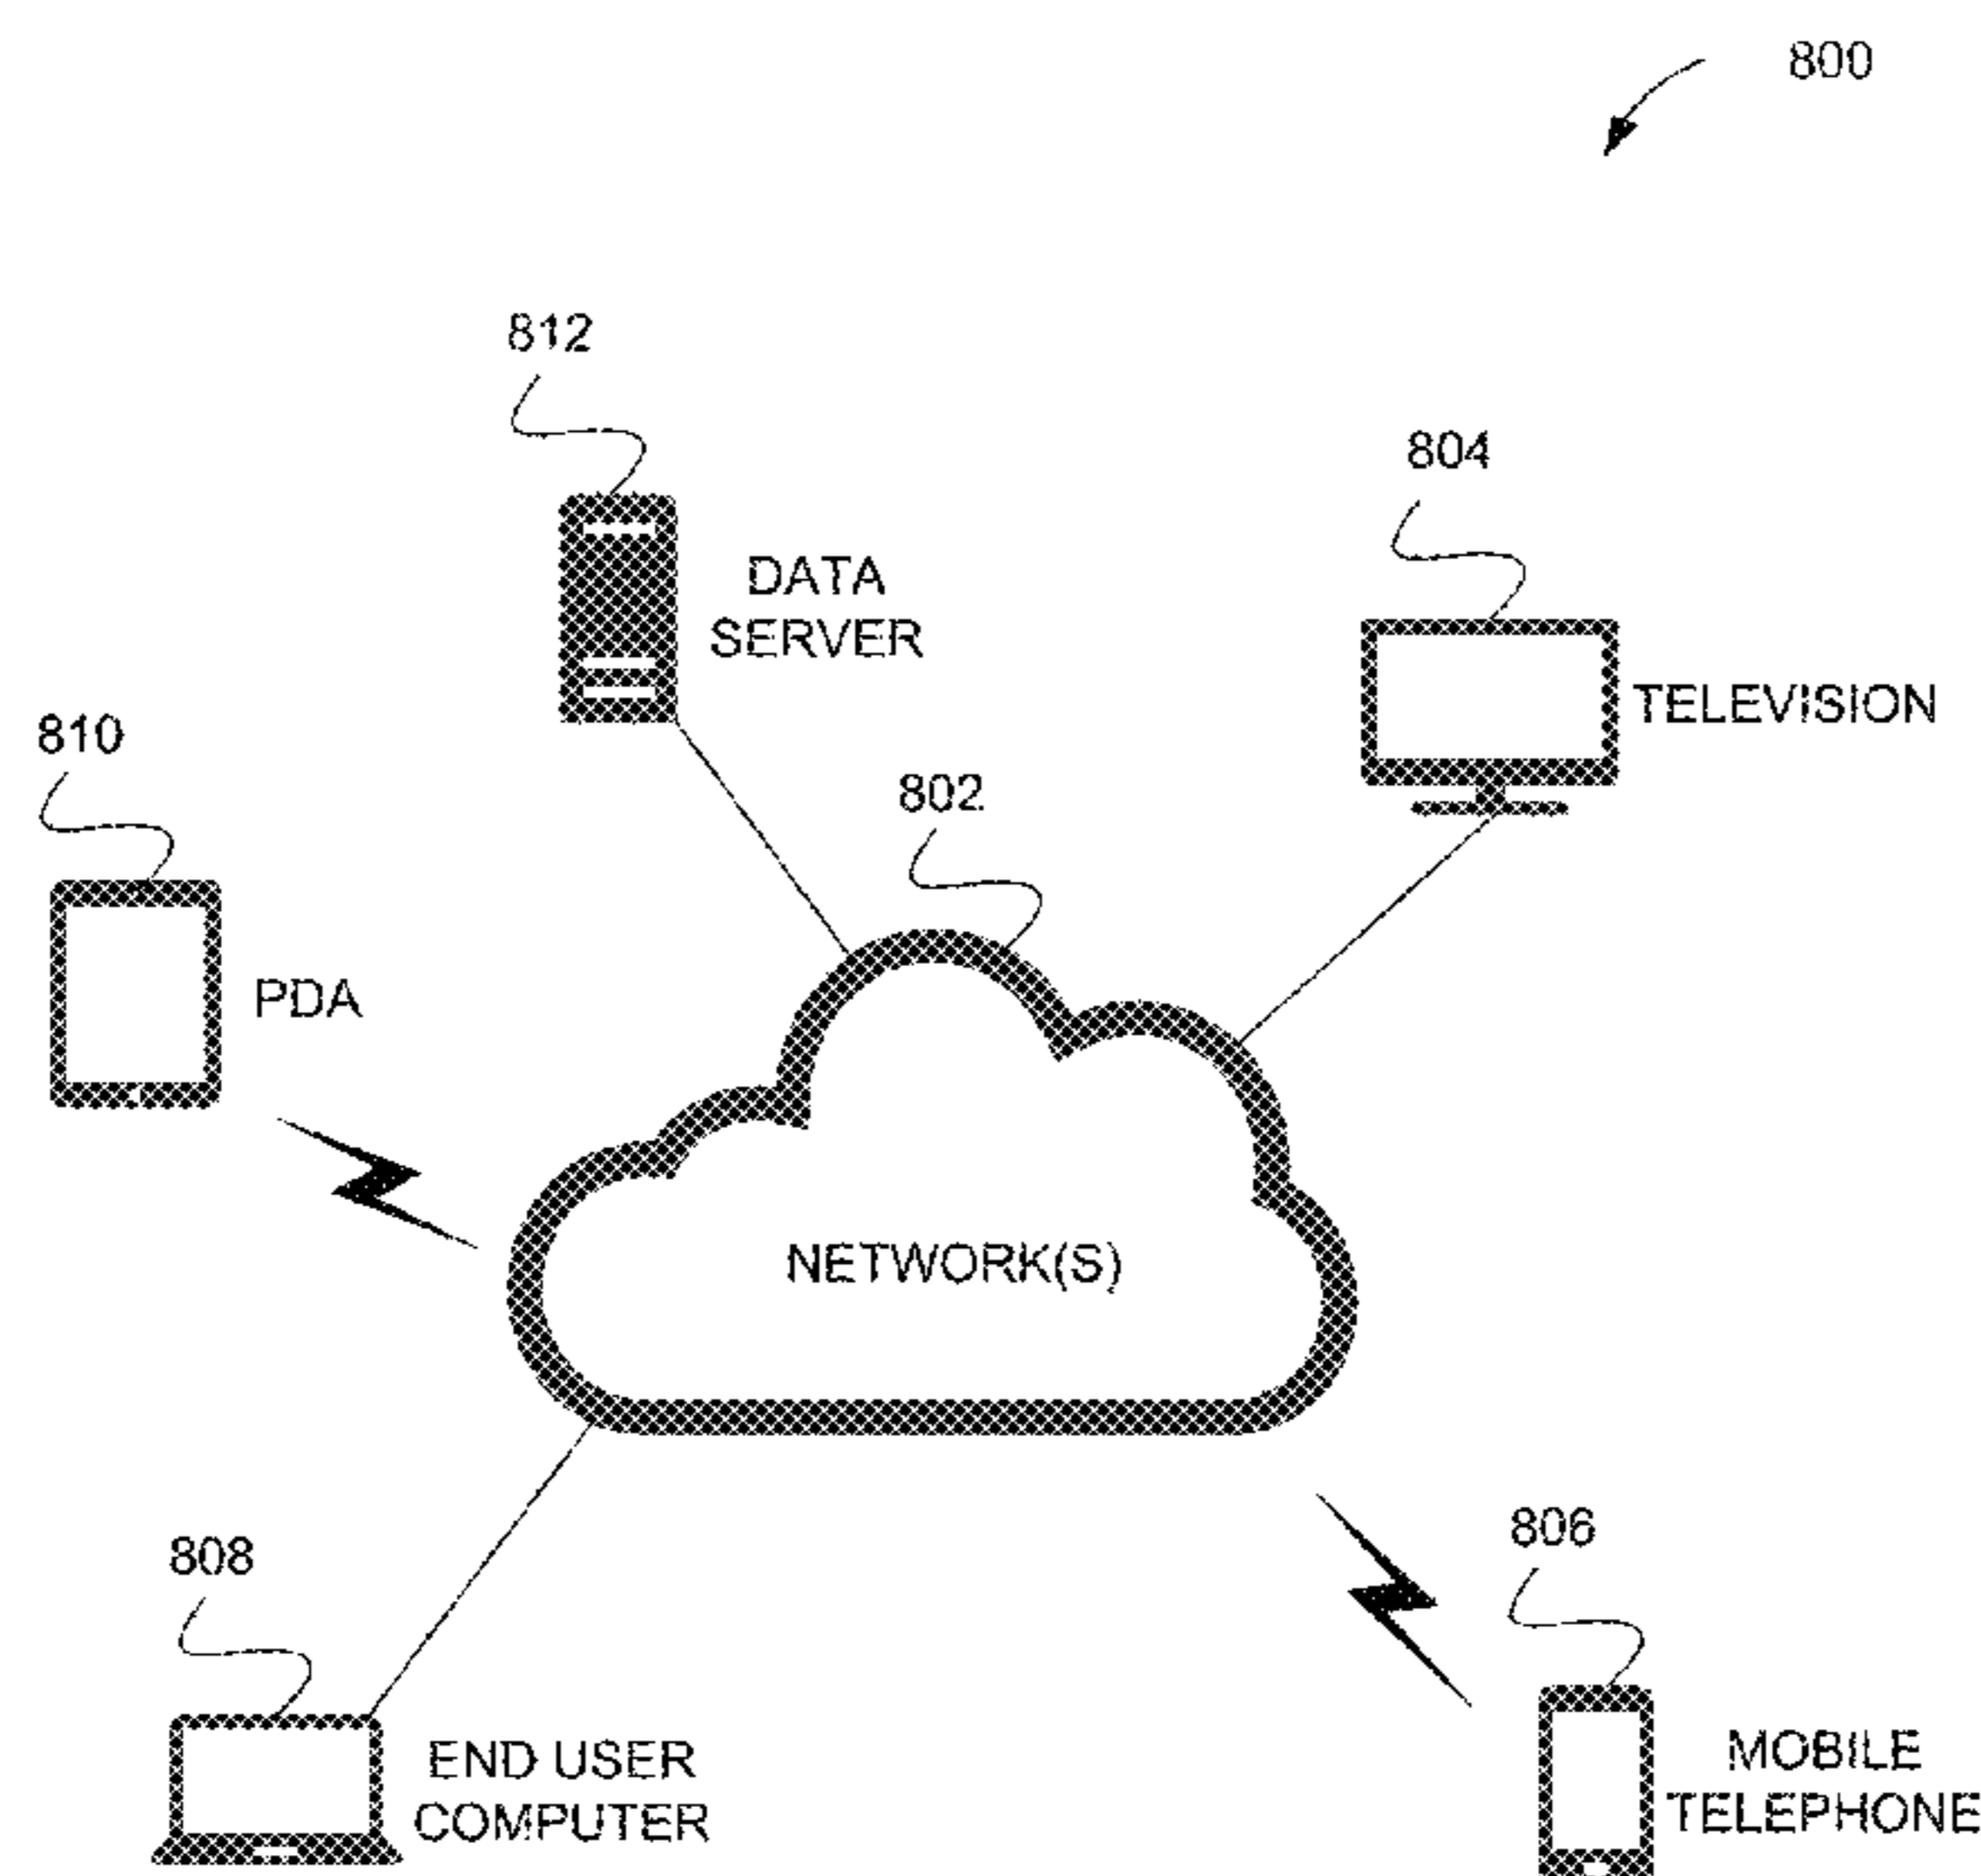 800
812
804
DATA
SERVER
TELEVISION
810
802
PDA
NETWORK(S)
808
806
END USER
COMPUTER
MOBILE
TELEPHONE